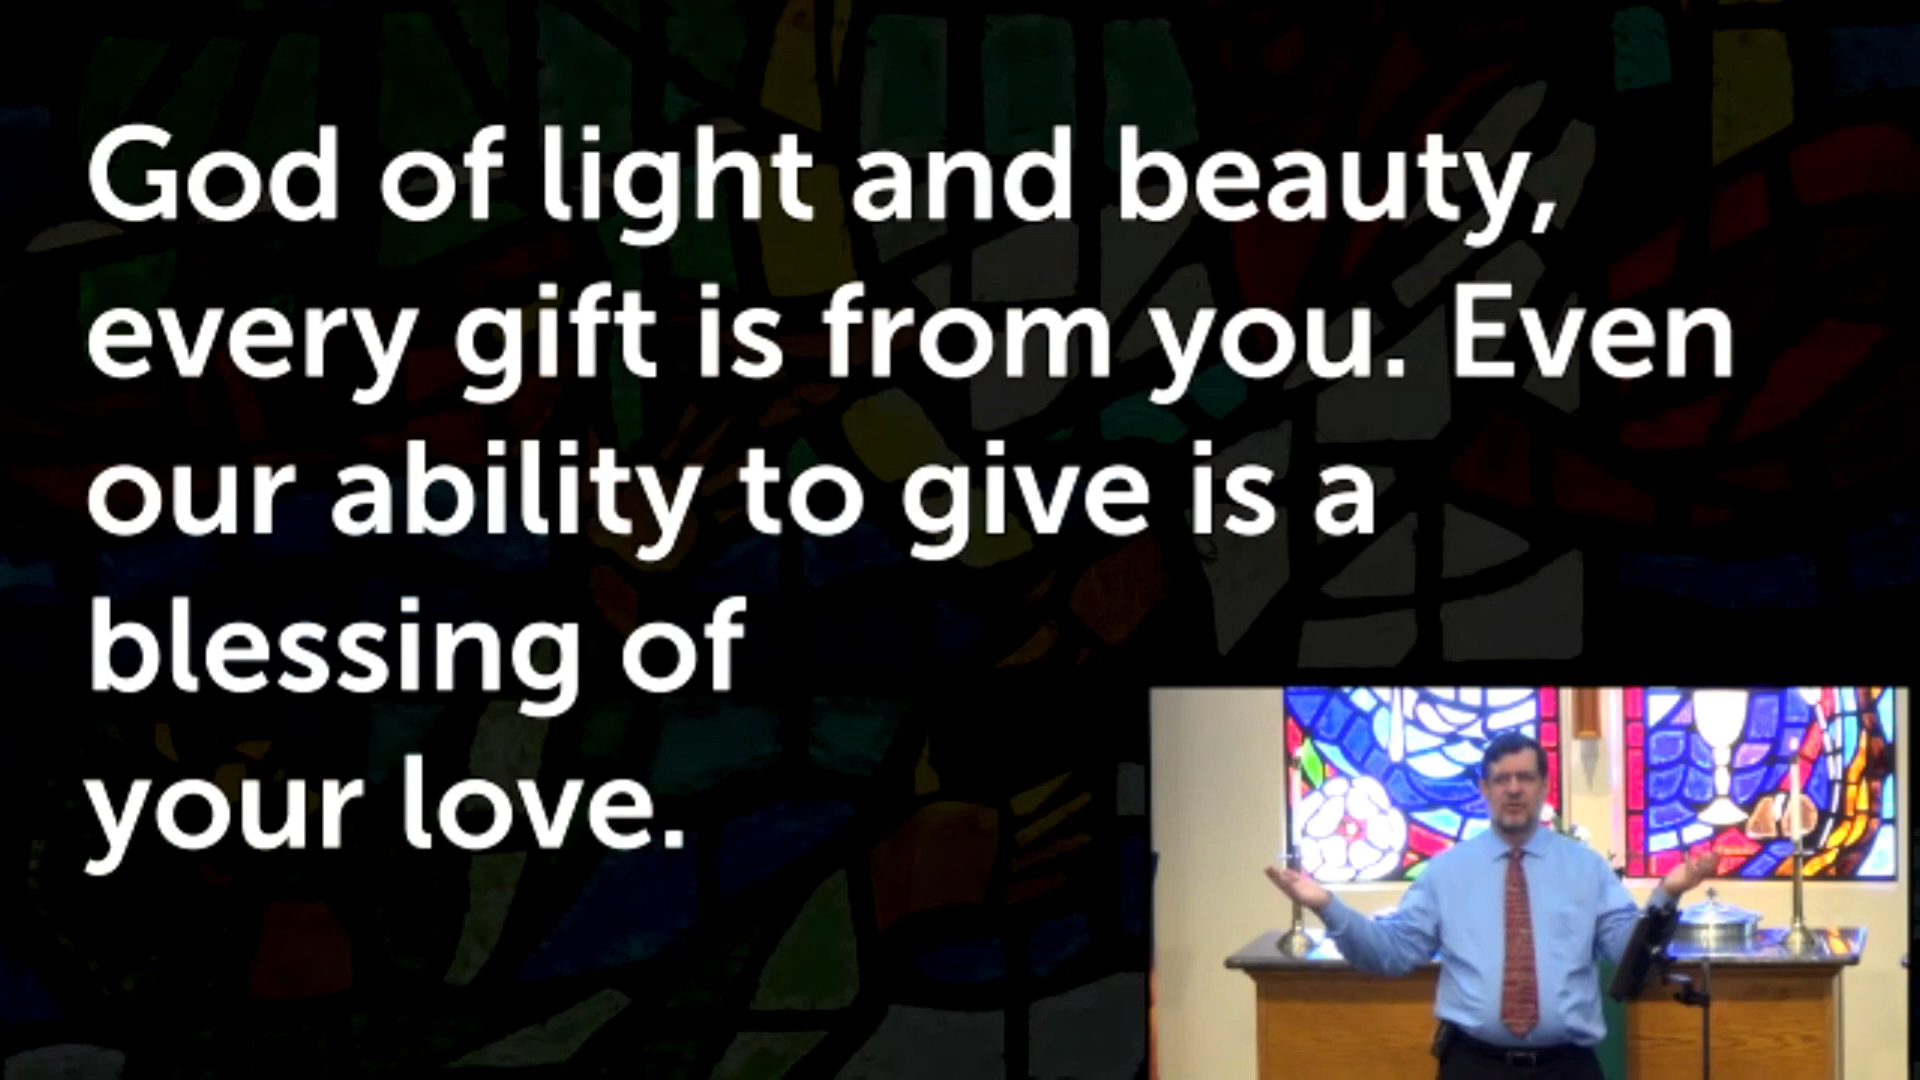 God of light and beauty,
every gift is from you. Even
our ability to give is a
blessing of
your love.